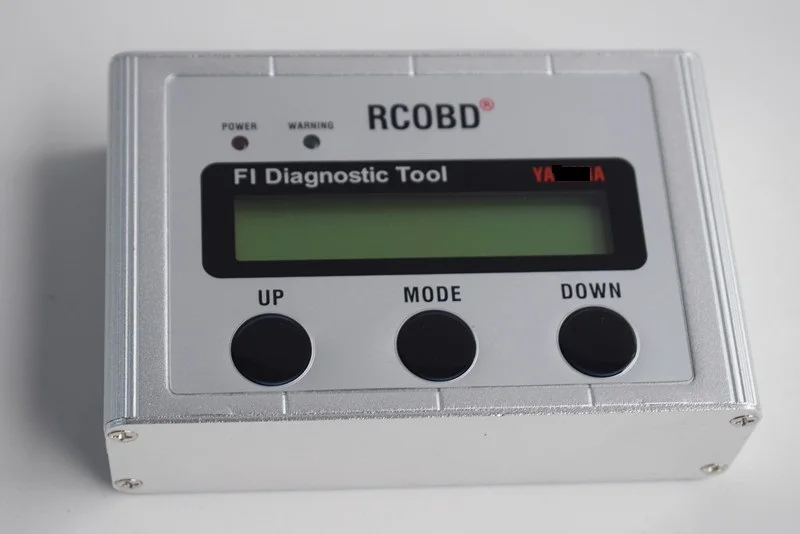 RCOBD®
POWER WARNING
FI Diagnostic Tool
UP MODE DOWN